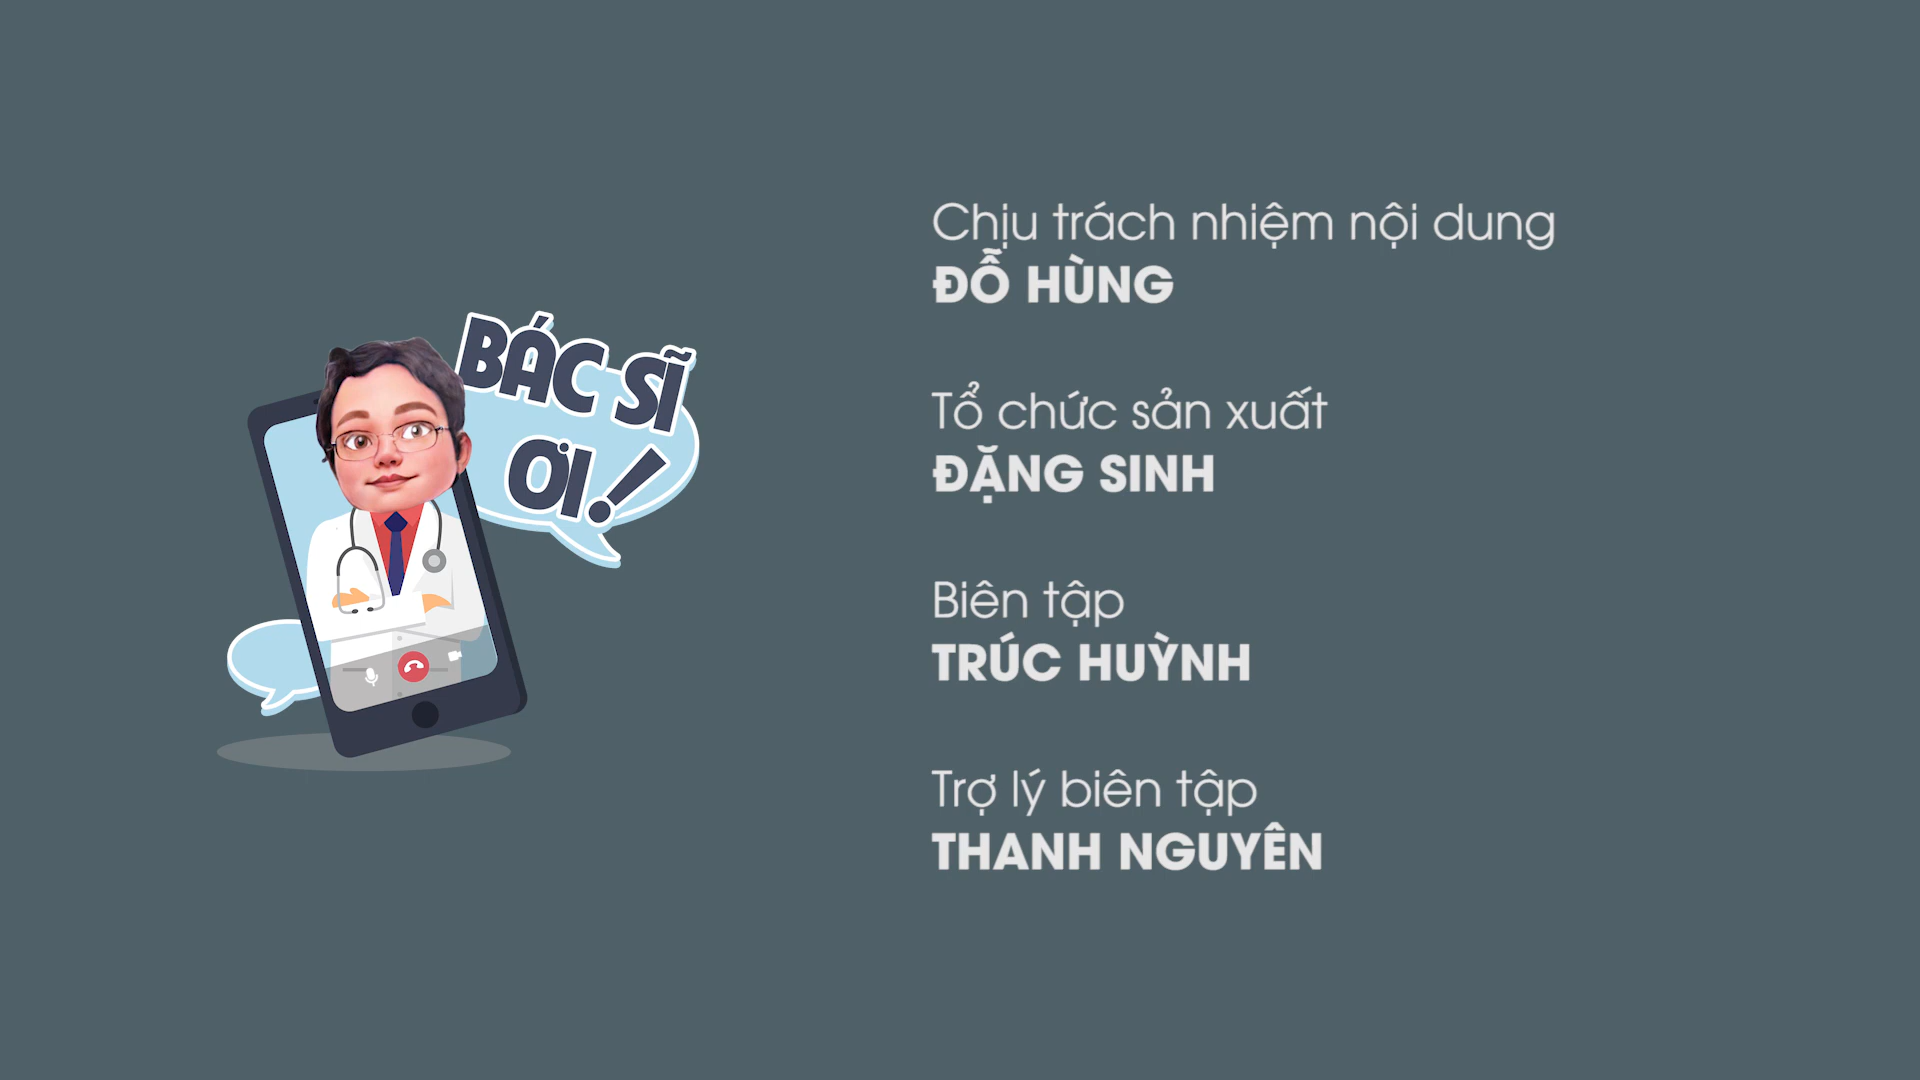 BÁC SĨ
ƠI!
Chịu trách nhiệm nội dung
ĐỖ HÙNG
Tổ chức sản xuất
ĐẶNG SINH
Biên tập
TRÚC HUỲNH
Trợ lý biên tập
THANH NGUYÊN